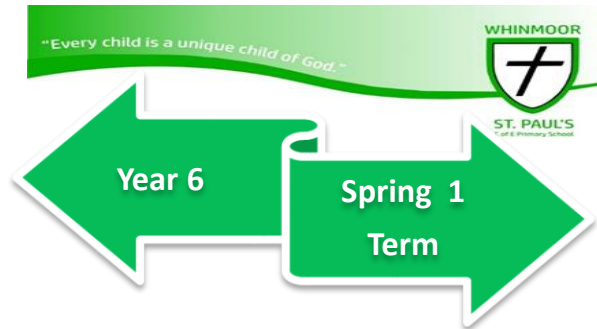 "Every child is a unique child of God."
WHINMOOR
ST. PAUL'S
C of E Primary School
Year 6
Spring 1
Term